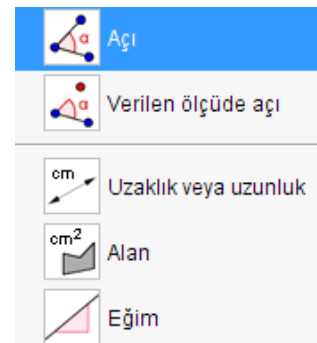 α Açı
α Verilen ölçüde açı
cm Uzaklık veya uzunluk
cm² Alan
Eğim